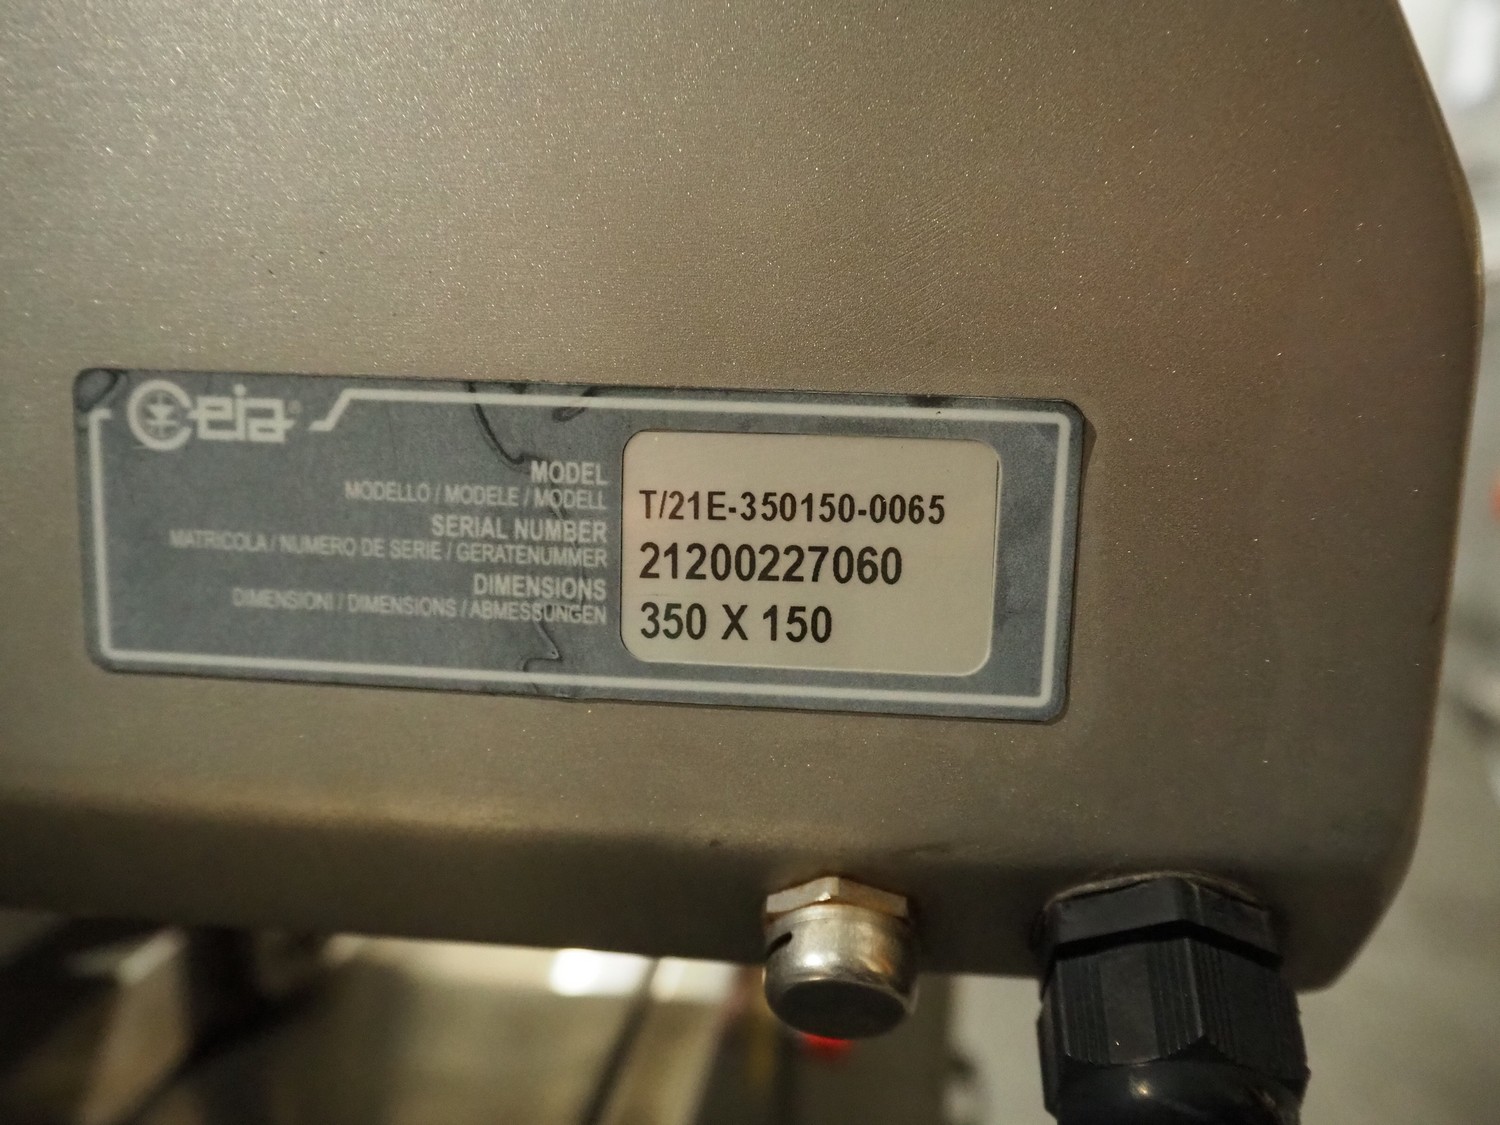 Ceia®
MODEL
MODELLO / MODELE / MODELL
T/21E-350150-0065
SERIAL NUMBER
MATRICOLA / NUMERO DE SERIE / GERATENUMMER
21200227060
DIMENSIONS
DIMENSIONI / DIMENSIONS / ABMESSUNGEN
350 X 150